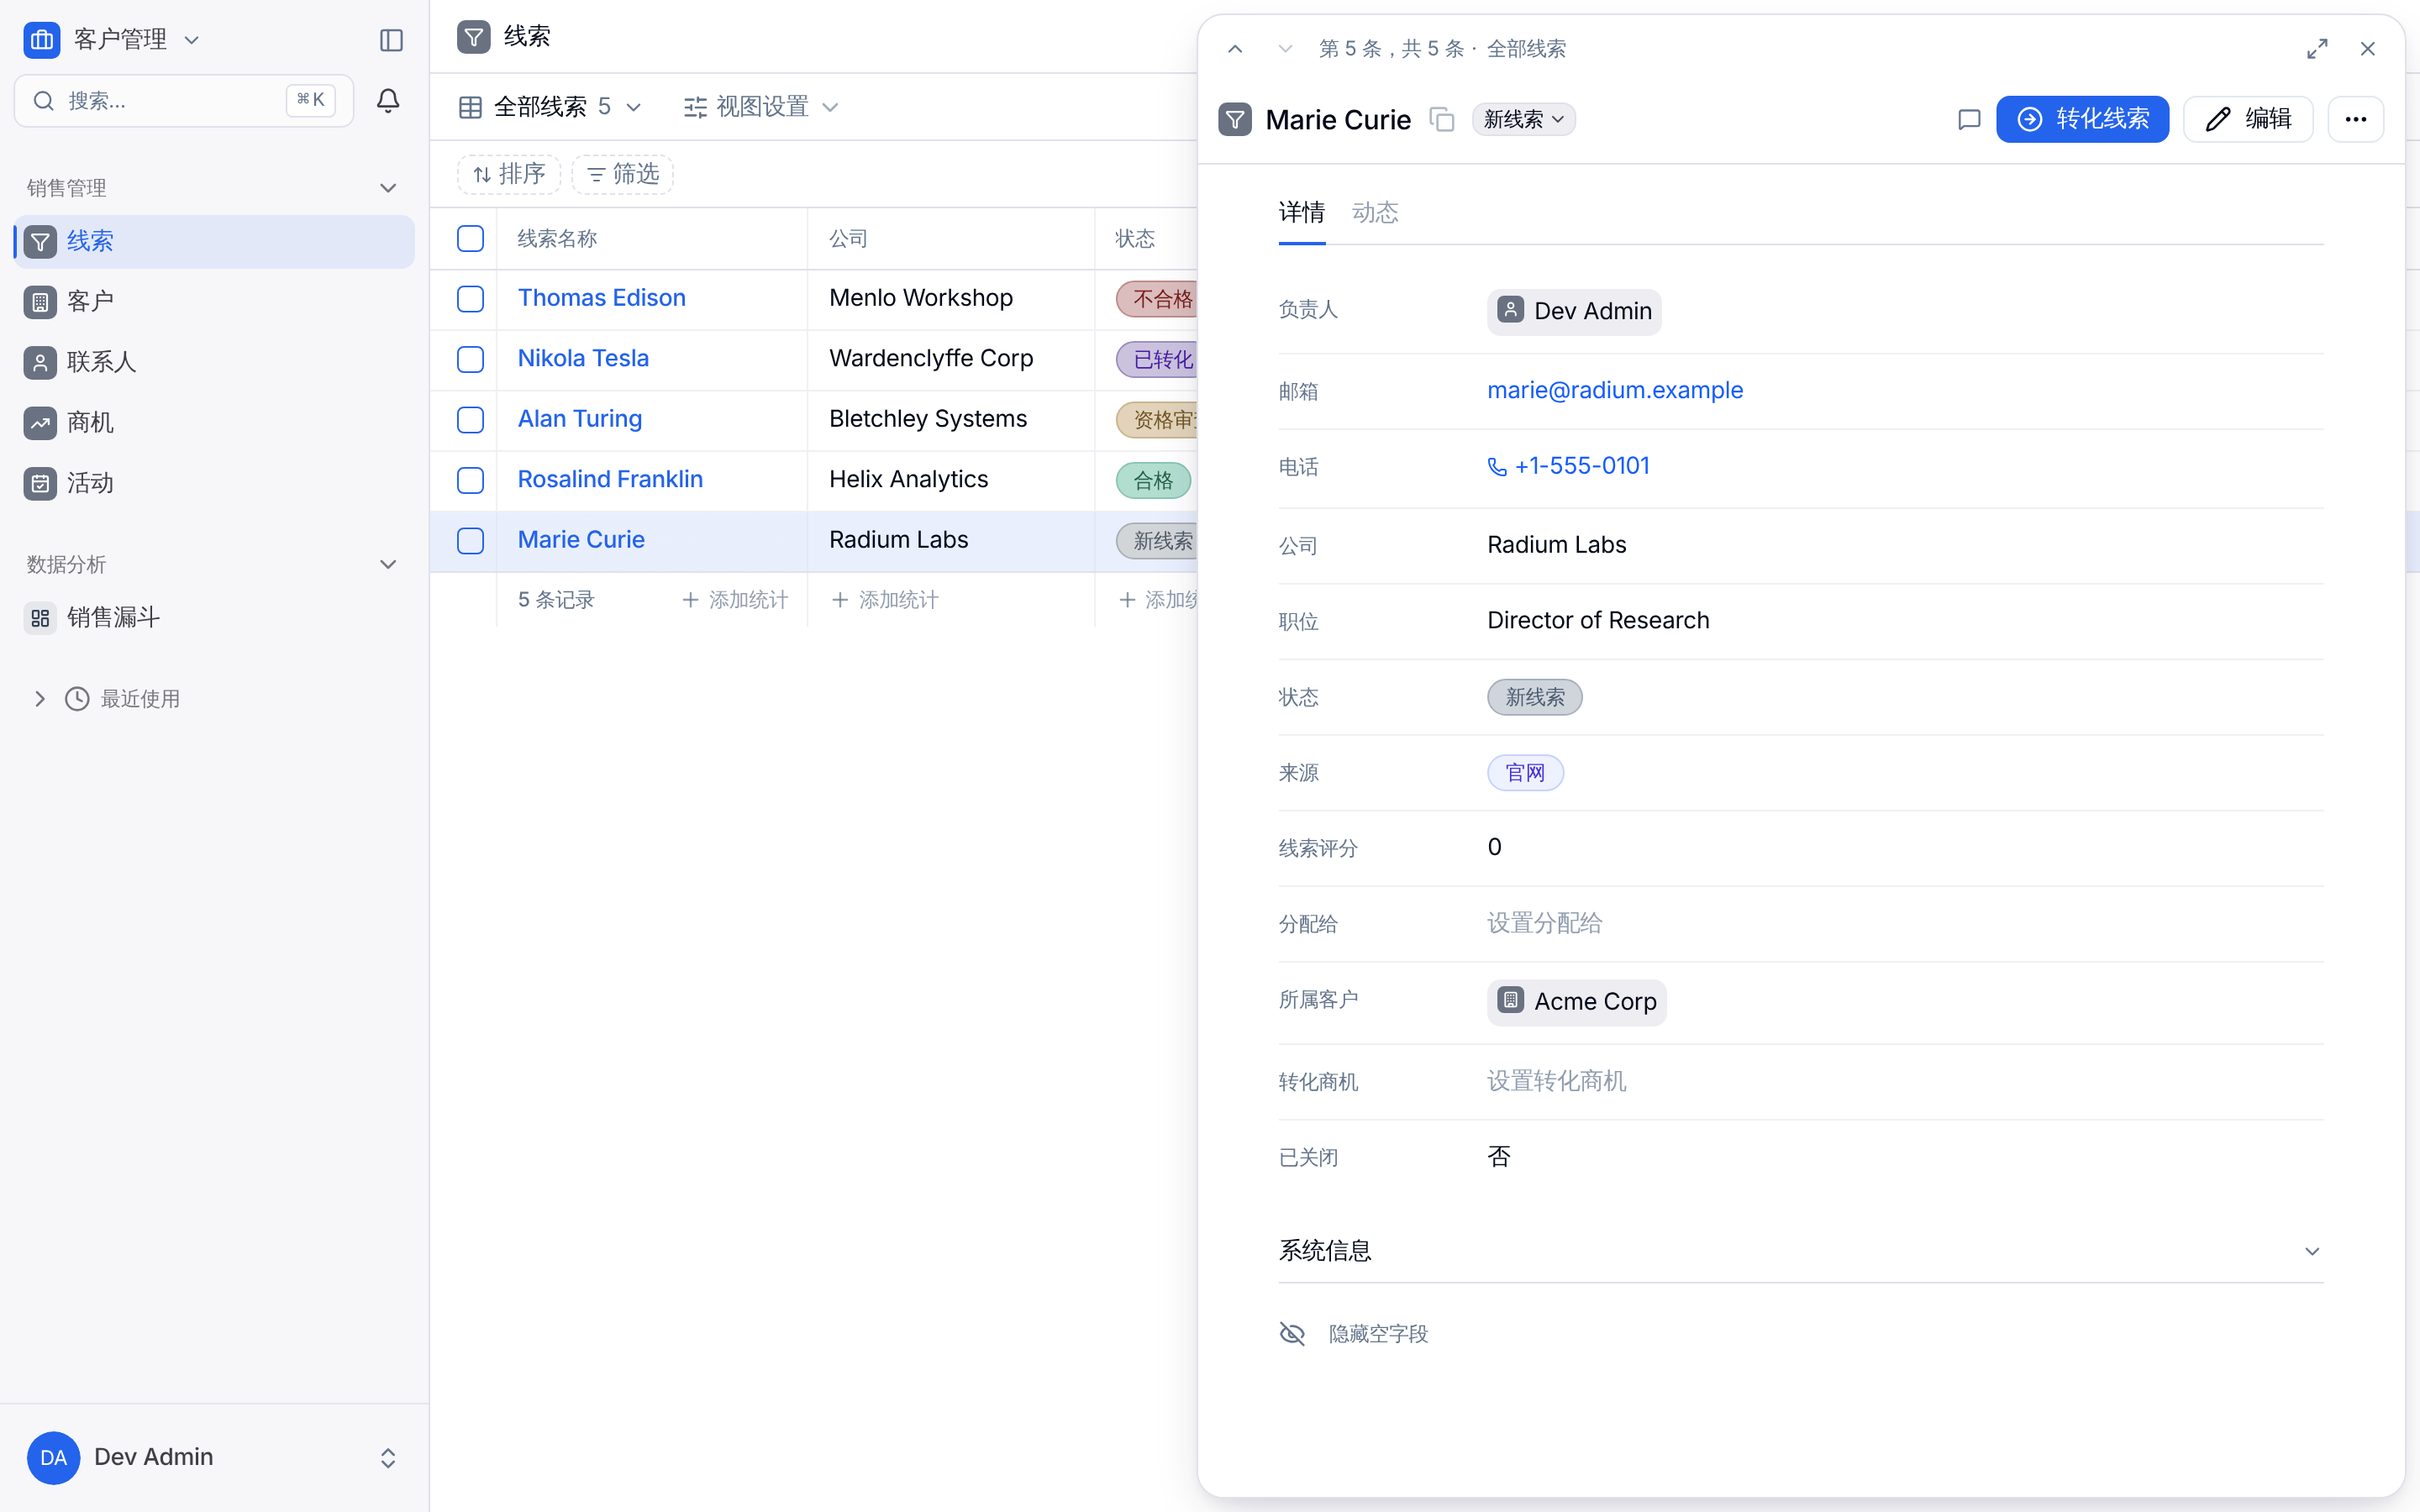 客户管理
搜索...
⌘K
销售管理
线索
客户
联系人
商机
活动
数据分析
销售漏斗
最近使用
DA
Dev Admin
线索
全部线索 5
视图设置
排序
筛选
线索名称 公司 状态
Thomas Edison Menlo Workshop 不合格
Nikola Tesla Wardenclyffe Corp 已转化
Alan Turing Bletchley Systems 资格审
Rosalind Franklin Helix Analytics 合格
Marie Curie Radium Labs 新线索
5 条记录 添加统计 添加统计 添加
第 5 条，共 5 条 · 全部线索
Marie Curie 新线索
转化线索 编辑
详情 动态
负责人 Dev Admin
邮箱 marie@radium.example
电话 +1-555-0101
公司 Radium Labs
职位 Director of Research
状态 新线索
来源 官网
线索评分 0
分配给 设置分配给
所属客户 Acme Corp
转化商机 设置转化商机
已关闭 否
系统信息
隐藏空字段